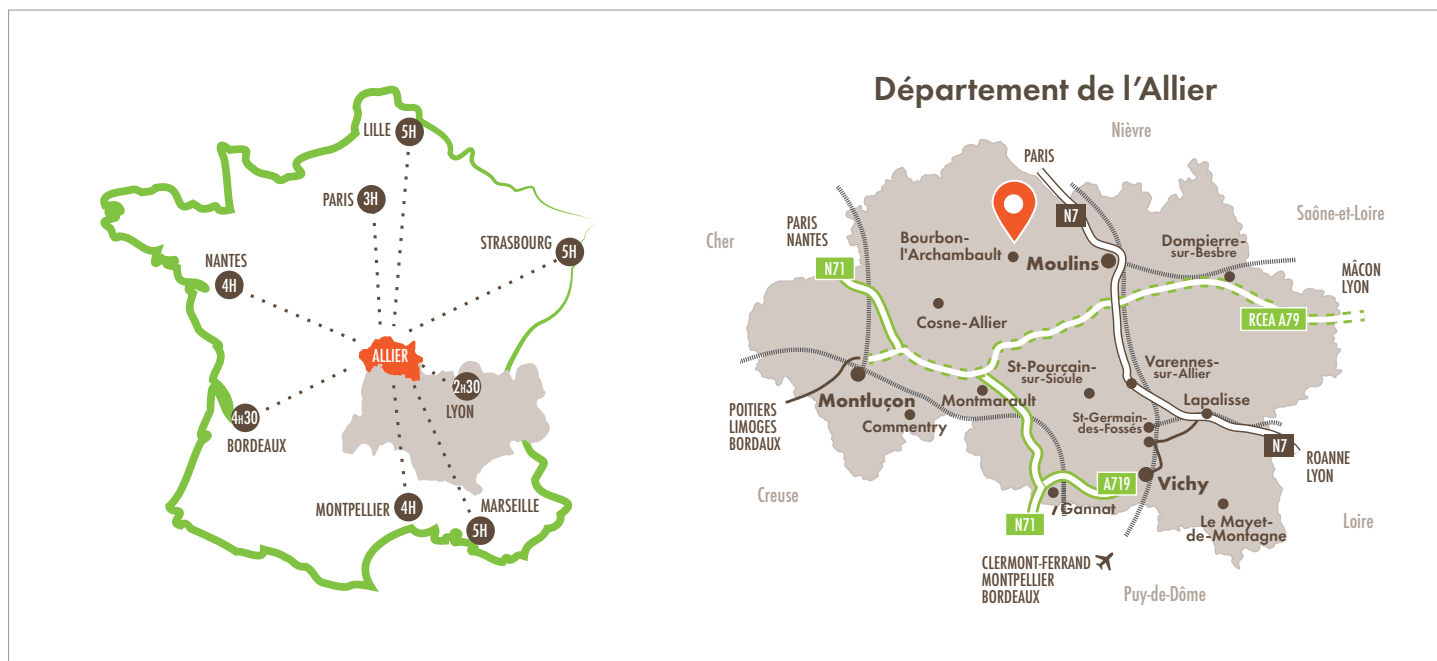 LILLE
5H
PARIS
3H
STRASBOURG
5H
NANTES
4H
ALLIER
2H30
LYON
4H30
BORDEAUX
MONTPELLIER
4H
MARSEILLE
5H
Département de l'Allier
Nièvre
PARIS
N7
Saône-et-Loire
Cher
PARIS
NANTES
N71
Bourbon-
l'Archambault
Moulins
Dompierre-
sur-Besbre
MÂCON
LYON
RCEA A79
Cosne-Allier
St-Pourcain-
sur-Sioule
Varennes-
sur-Allier
Montluçon
Montmarault
Lapalisse
POITIERS
LIMOGES
BORDAUX
Commentry
St-Germain-
des-Fossés
N7
ROANNE
LYON
Creuse
A719
Vichy
Gannat
N71
Le Mayet-
de-Montagne
Loire
CLERMONT-FERRAND
MONTPELLIER
BORDEAUX
Puy-de-Dôme